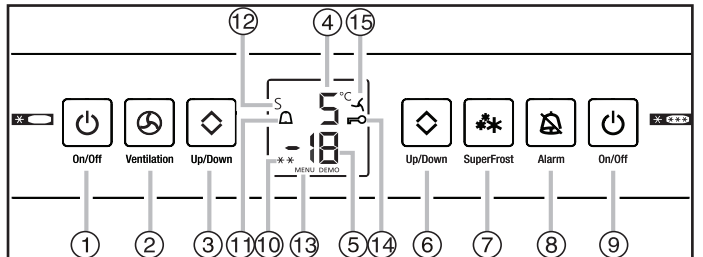 12 4 15
S 5 °C
On/Off Ventilation Up/Down -18 Up/Down SuperFrost Alarm On/Off
MENU DEMO
1 2 3 11 10 13 5 14 6 7 8 9